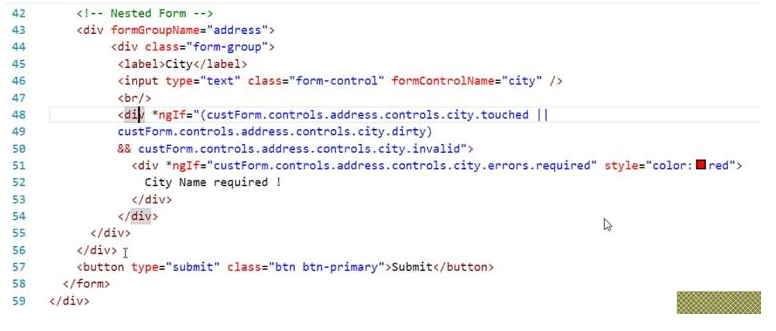 42 <!-- Nested Form -->
43 <div formGroupName="address">
44 <div class="form-group">
45 <label>City</label>
46 <input type="text" class="form-control" formControlName="city" />
47 <br/>
48 <div *ngIf="(custForm.controls.address.controls.city.touched ||
49 custForm.controls.address.controls.city.dirty)
50 && custForm.controls.address.controls.city.invalid">
51 <div *ngIf="custForm.controls.address.controls.city.errors.required" style="color:red">
52 City Name required !
53 </div>
54 </div>
55 </div>
56 </div>
57 <button type="submit" class="btn btn-primary">Submit</button>
58 </form>
59 </div>